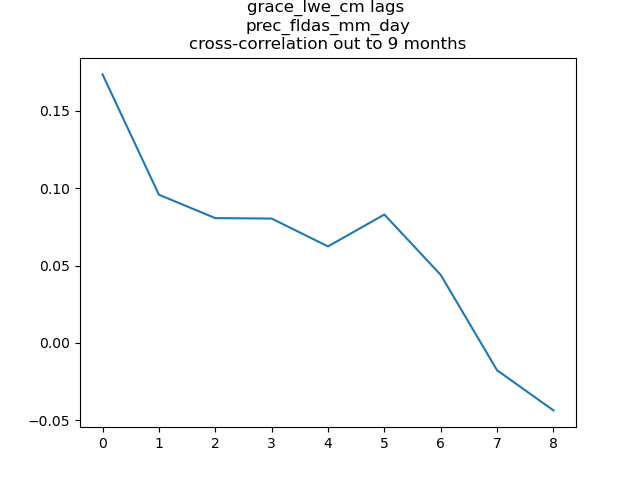 grace_lwe_cm lags
prec_fldas_mm_day
cross-correlation out to 9 months
0.15
0.10
0.05
0.00
−0.05
0 1 2 3 4 5 6 7 8